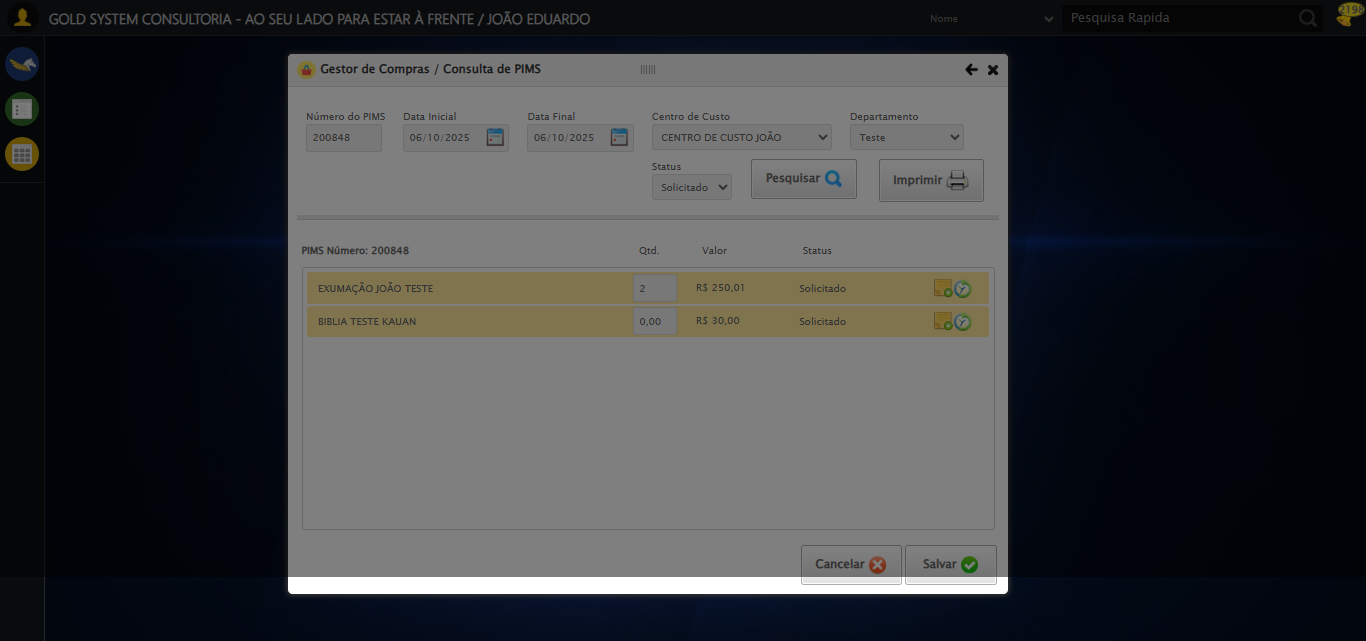 GOLD SYSTEM CONSULTORIA - AO SEU LADO PARA ESTAR À FRENTE / JOÃO EDUARDO
Nome
Pesquisa Rapida
2198
Gestor de Compras / Consulta de PIMS
Número do PIMS Data Inicial Data Final Centro de Custo Departamento
200848 06/10/2025 06/10/2025 CENTRO DE CUSTO JOÃO Teste
Status
Solicitado Pesquisar Imprimir
PIMS Número: 200848 Qtd. Valor Status
EXUMAÇÃO JOÃO TESTE 2 R$ 250,01 Solicitado
BIBLIA TESTE KAUAN 0,00 R$ 30,00 Solicitado
Cancelar Salvar